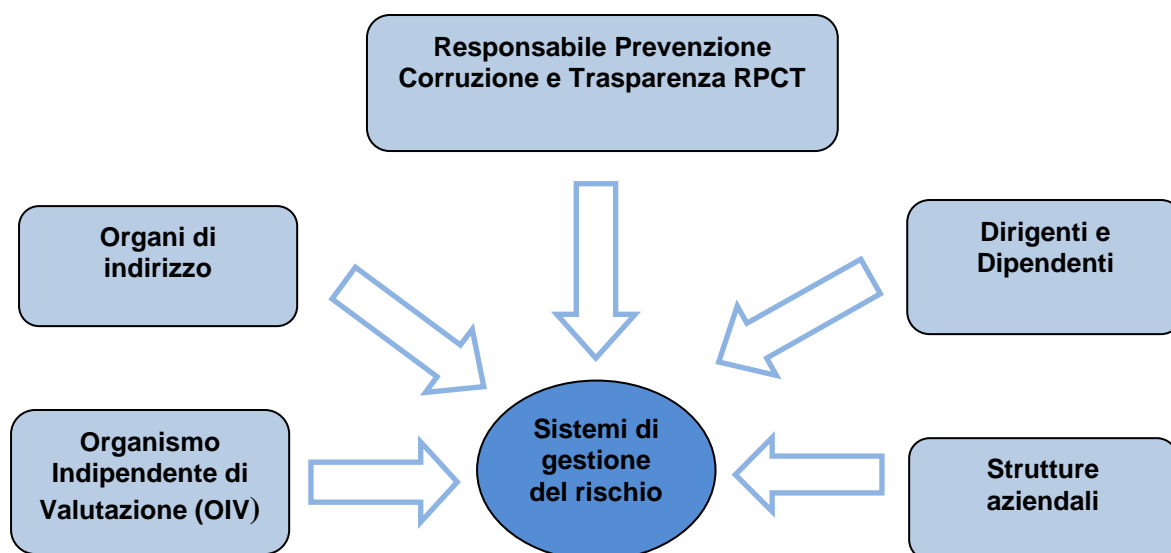 Responsabile Prevenzione
Corruzione e Trasparenza RPCT
Organi di
indirizzo
Dirigenti e
Dipendenti
Organismo
Indipendente di
Valutazione (OIV)
Sistemi di
gestione
del rischio
Strutture
aziendali